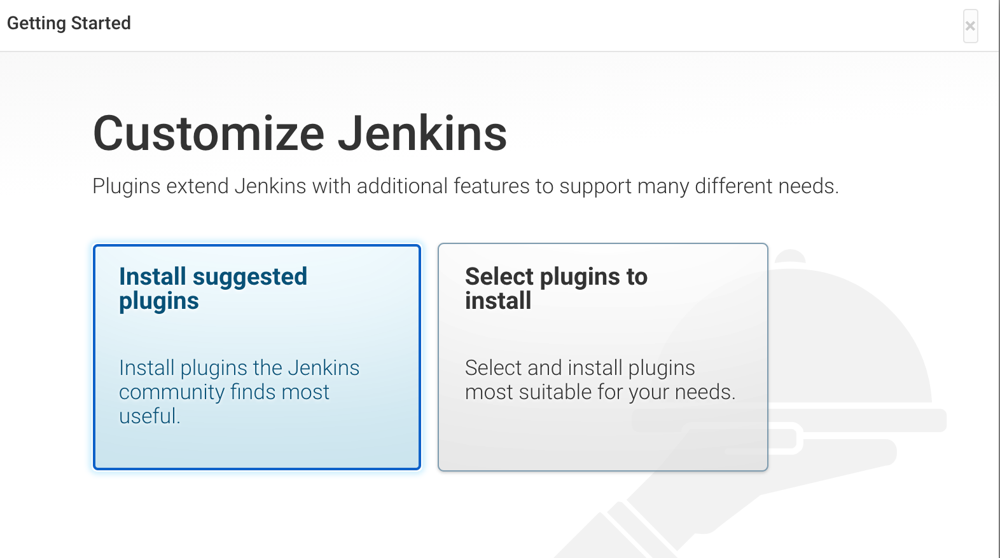 Getting Started
×
Customize Jenkins
Plugins extend Jenkins with additional features to support many different needs.
Install suggested
plugins
Install plugins the Jenkins
community finds most
useful.
Select plugins to
install
Select and install plugins
most suitable for your needs.